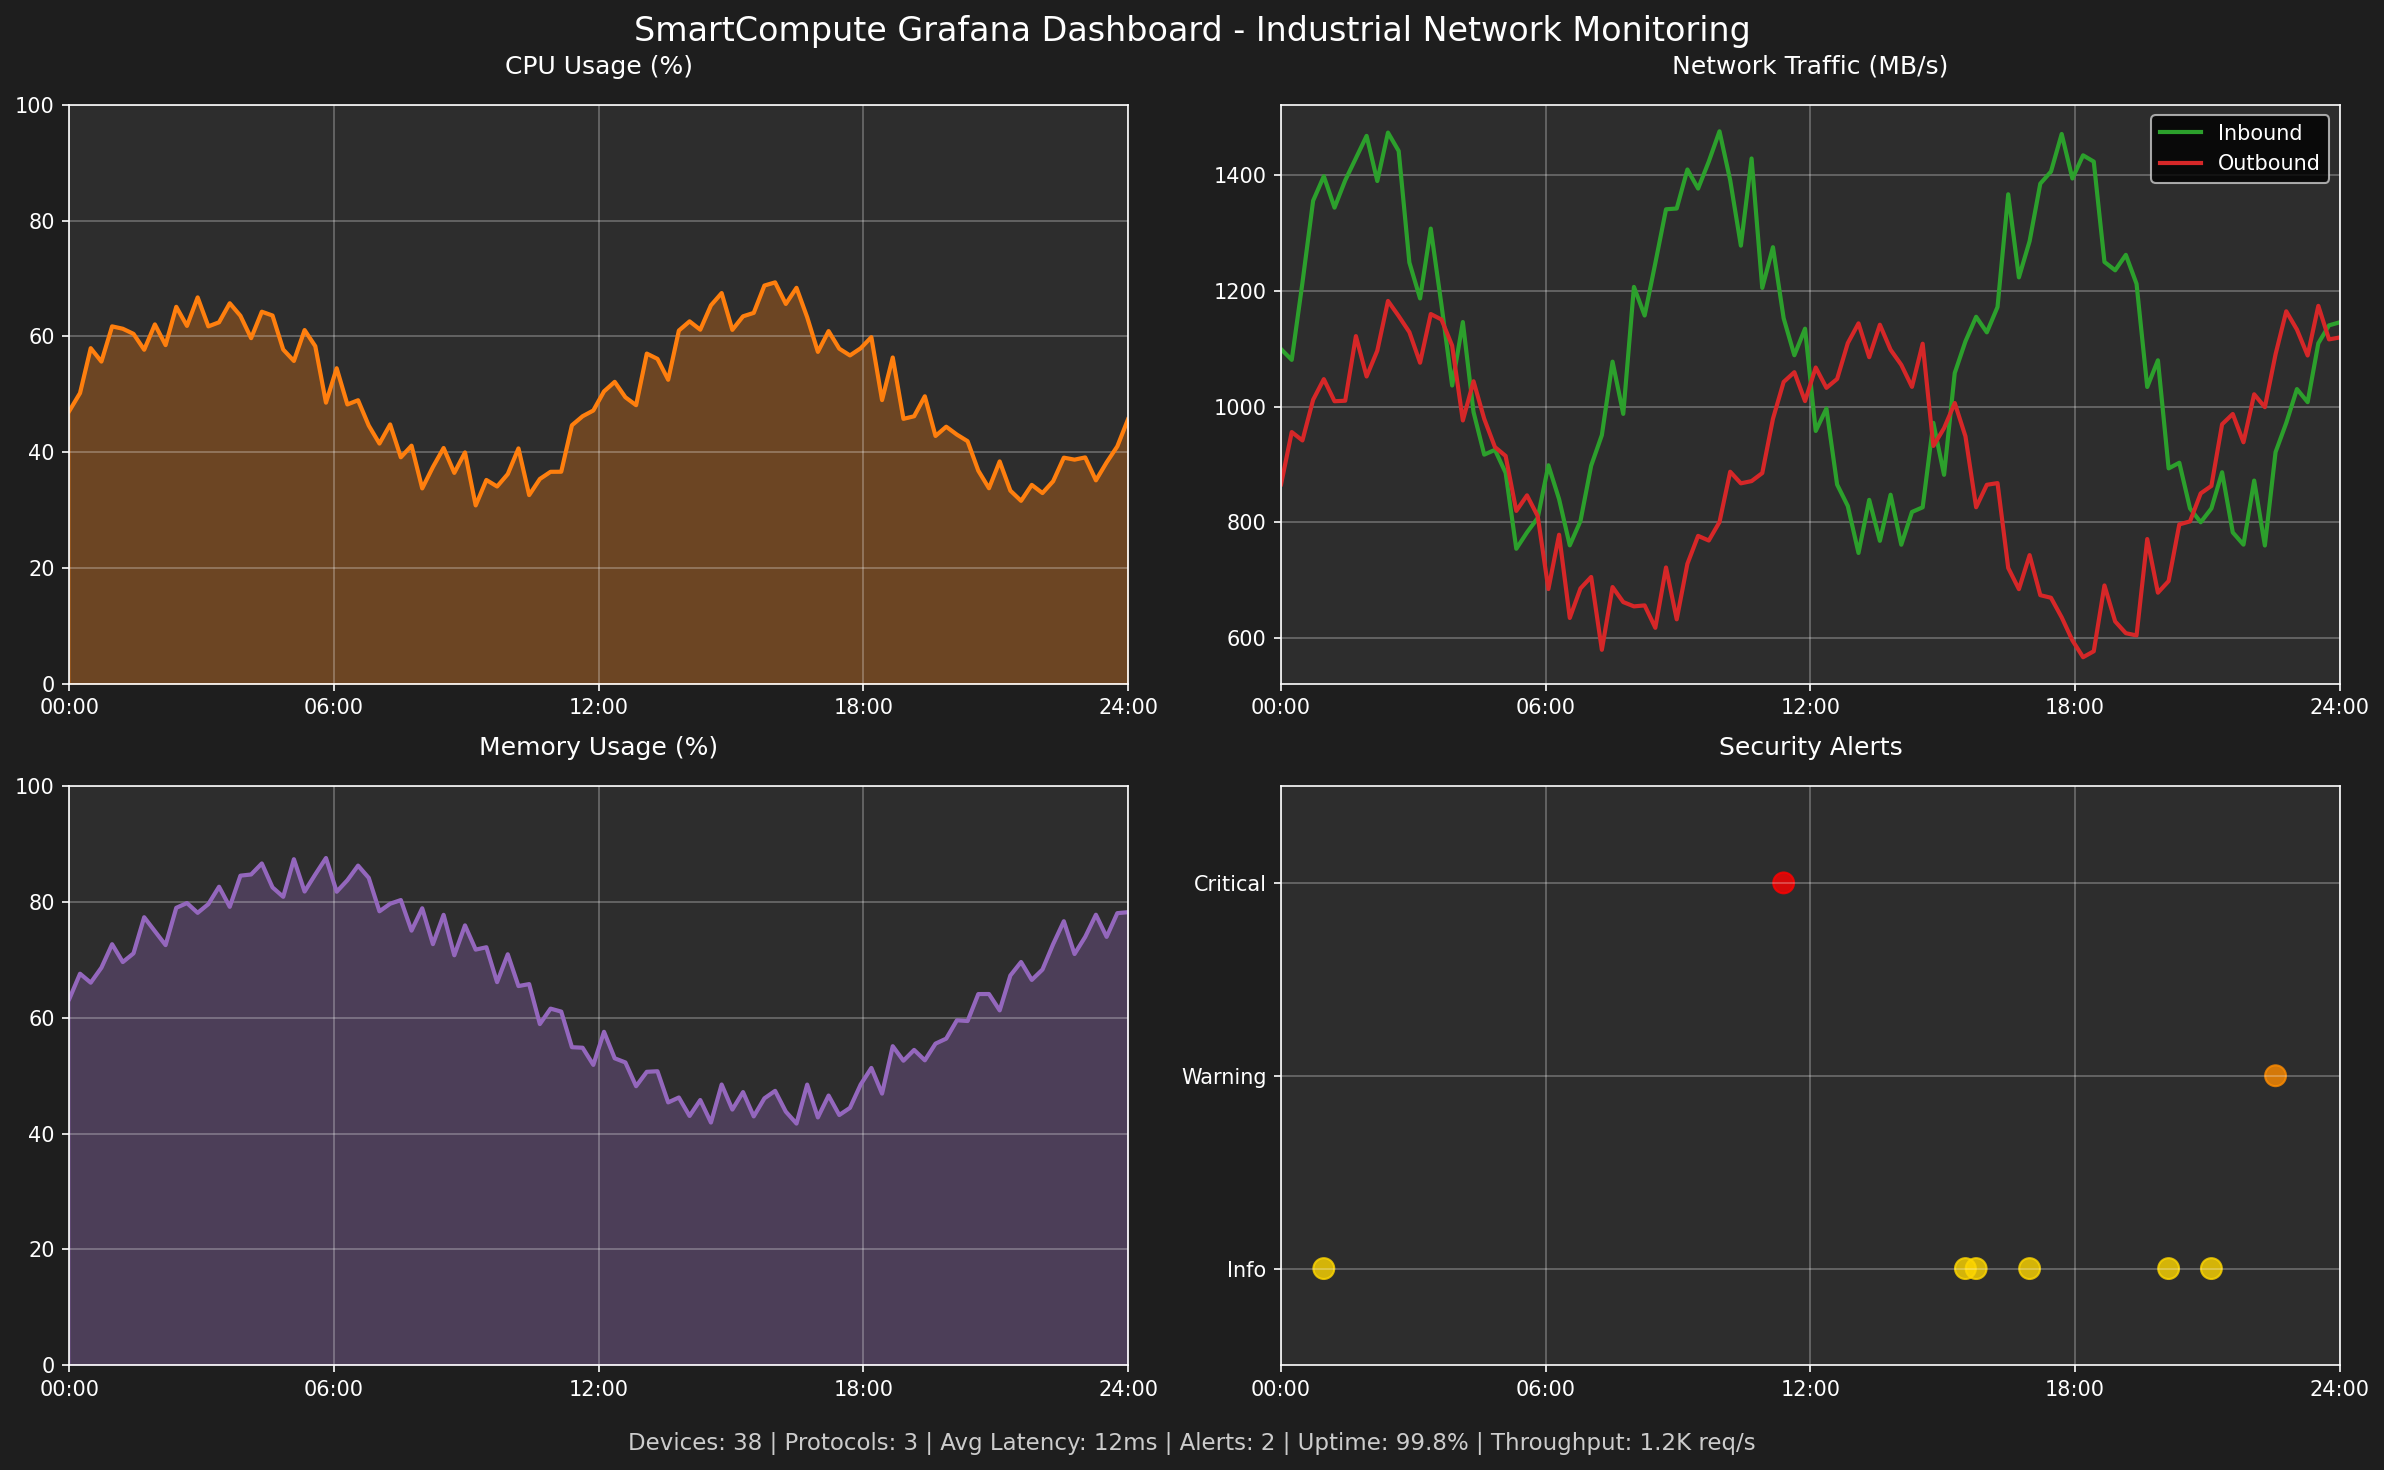 SmartCompute Grafana Dashboard - Industrial Network Monitoring
CPU Usage (%)
100
80
60
40
20
0
00:00 06:00 12:00 18:00 24:00
Network Traffic (MB/s)
Inbound
Outbound
1400
1200
1000
800
600
00:00 06:00 12:00 18:00 24:00
Memory Usage (%)
100
80
60
40
20
0
00:00 06:00 12:00 18:00 24:00
Security Alerts
Critical
Warning
Info
00:00 06:00 12:00 18:00 24:00
Devices: 38 | Protocols: 3 | Avg Latency: 12ms | Alerts: 2 | Uptime: 99.8% | Throughput: 1.2K req/s